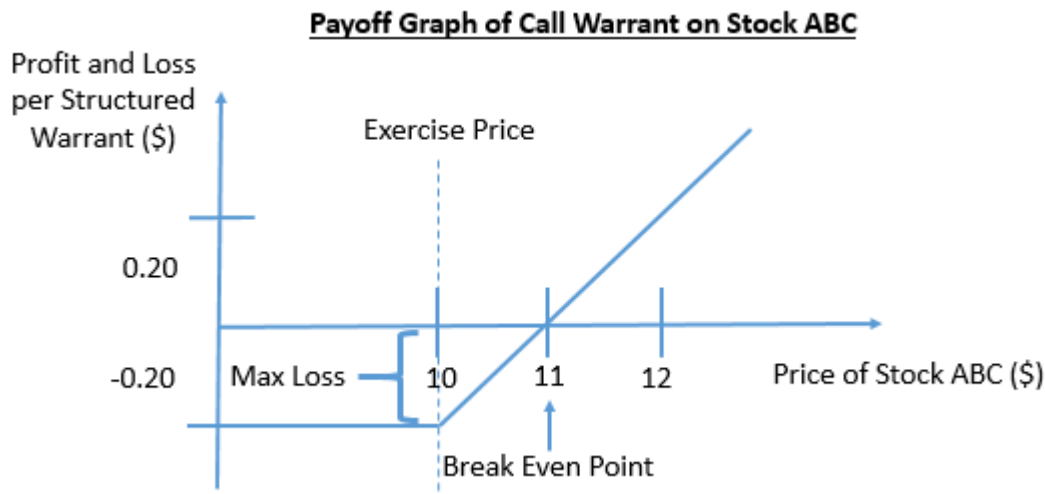 Payoff Graph of Call Warrant on Stock ABC
Profit and Loss
per Structured
Warrant ($)
Exercise Price
0.20
-0.20
Max Loss
10
11
12
Price of Stock ABC ($)
Break Even Point